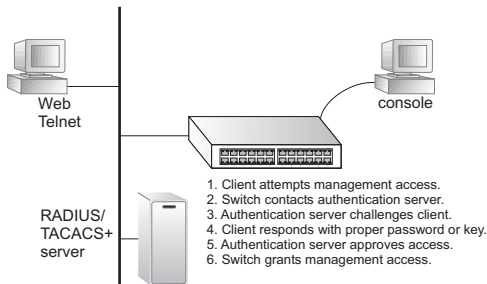 Web
Telnet
console
RADIUS/
TACACS+
server
1. Client attempts management access.
2. Switch contacts authentication server.
3. Authentication server challenges client.
4. Client responds with proper password or key.
5. Authentication server approves access.
6. Switch grants management access.